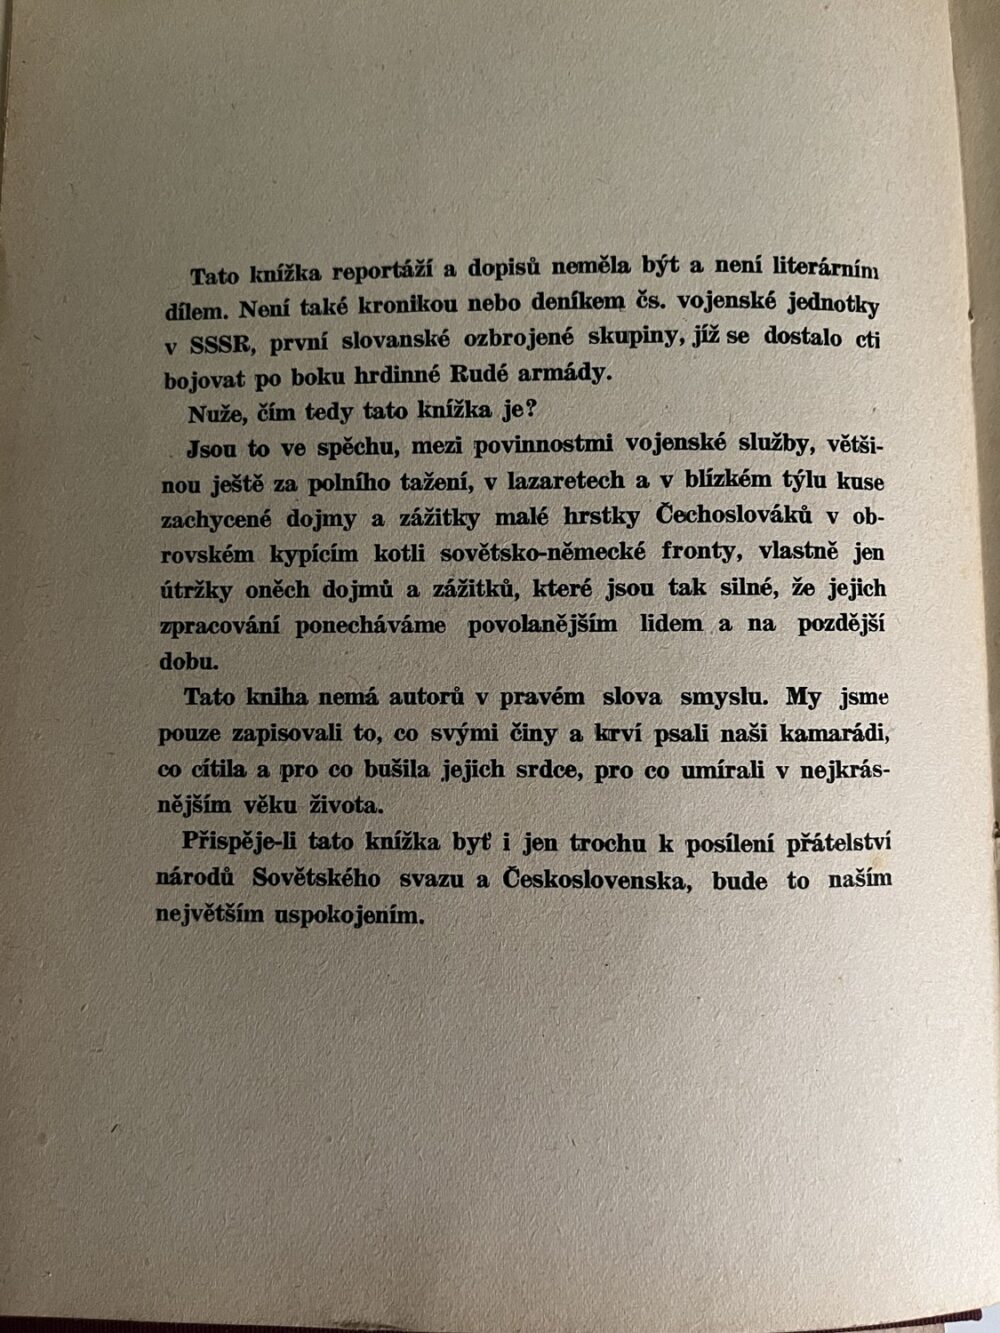 Tato knížka reportáží a dopisů neměla být a není literárním
dílem. Není také kronikou nebo deníkem čs. vojenské jednotky
v SSSR, první slovanské ozbrojené skupiny, jíž se dostalo cti
bojovat po boku hrdinné Rudé armády.
Nuže, čím tedy tato knížka je?
Jsou to ve spěchu, mezi povinnostmi vojenské služby, větši-
nou ještě za polního tažení, v lazaretech a v blízkém týlu kuse
zachycené dojmy a zážitky malé hrstky Čechoslováků v ob-
rovském kypícím kotli sovětsko-německé fronty, vlastně jen
útržky oněch dojmů a zážitků, které jsou tak silné, že jejich
zpracování ponecháváme povolanějším lidem a na pozdější
dobu.
Tato kniha nemá autorů v pravém slova smyslu. My jsme
pouze zapisovali to, co svými činy a krví psali naši kamarádi,
co cítila a pro co bušila jejich srdce, pro co umírali v nejkrás-
nějším věku života.
Přispěje-li tato knížka byť i jen trochu k posílení přátelství
národů Sovětského svazu a Československa, bude to naším
největším uspokojením.